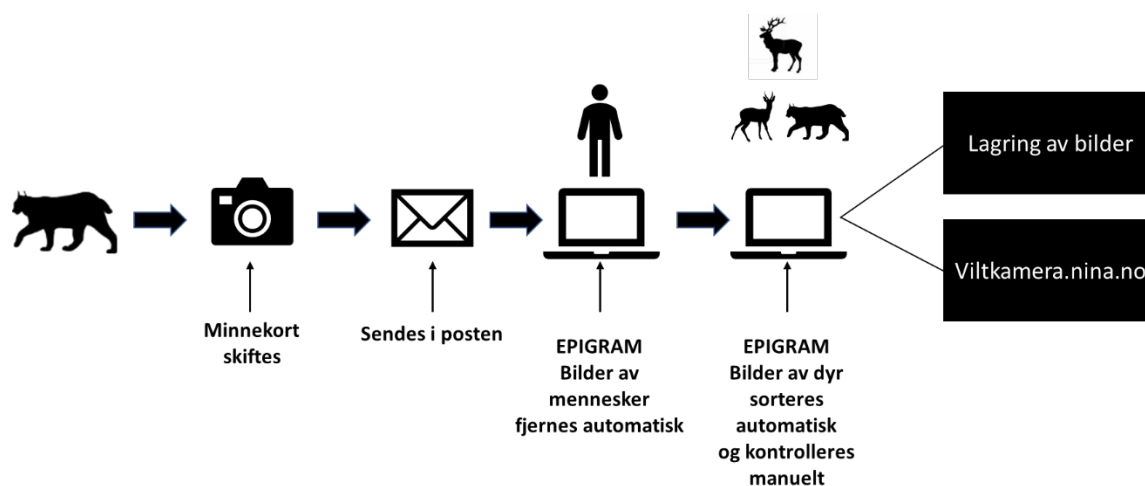 Minnekort
skiftes
Sendes i posten
EPIGRAM
Bilder av
mennesker
fjernes automatisk
EPIGRAM
Bilder av dyr
sorteres
automatisk
og kontrolleres
manuelt
Lagring av bilder
Viltkamera.nina.no